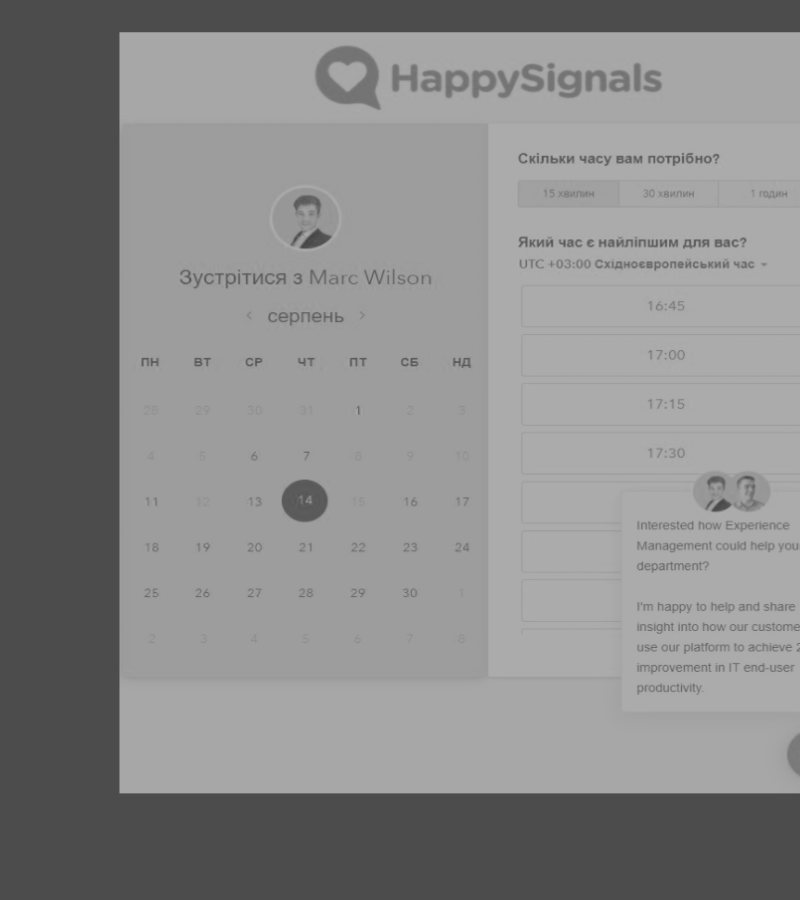 HappySignals
Зустрітися з Marc Wilson
‹ серпень ›
ПН ВТ СР ЧТ ПТ СБ НД
28 29 30 31 1 2 3
4 5 6 7 8 9 10
11 12 13 14 15 16 17
18 19 20 21 22 23 24
25 26 27 28 29 30 1
2 3 4 5 6 7 8
Скільки часу вам потрібно?
15 хвилин 30 хвилин 1 годин
Який час є найліпшим для вас?
UTC +03:00 Східноєвропейський час
16:45
17:00
17:15
17:30
Interested how Experience
Management could help your
department?
I'm happy to help and share
insight into how our custome
use our platform to achieve 2
improvement in IT end-user
productivity.